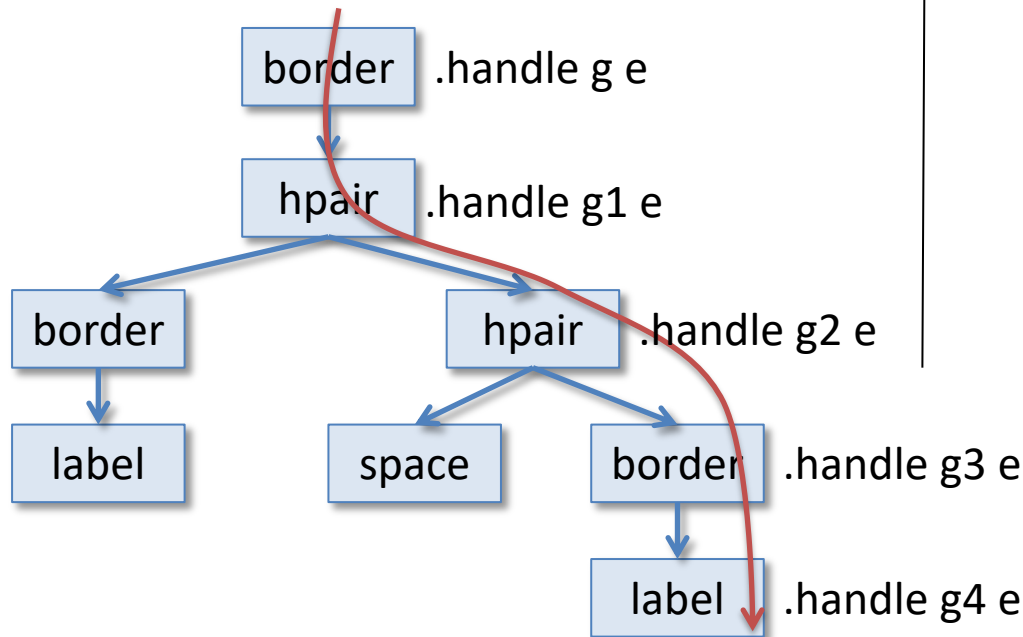 border .handle g e
hpair .handle g1 e
border hpair .handle g2 e
label space border .handle g3 e
label .handle g4 e